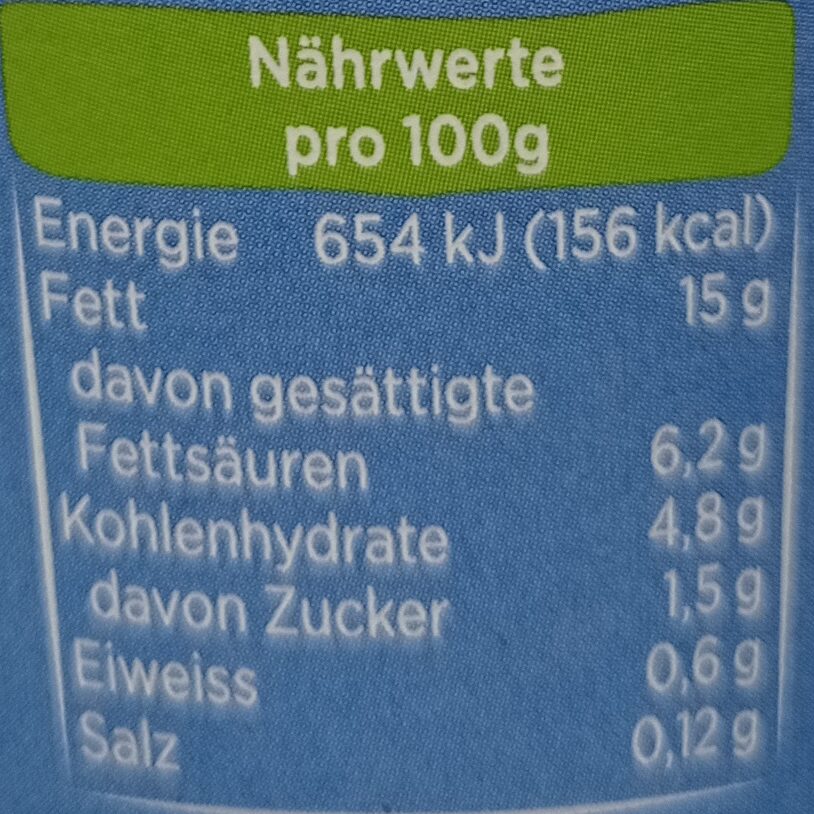 Nährwerte
pro 100g
Energie 654 kJ (156 kcal)
Fett 15 g
davon gesättigte
Fettsäuren 6,2 g
Kohlenhydrate 4,8 g
davon Zucker 1,5 g
Eiweiss 0,6 g
Salz 0,12 g